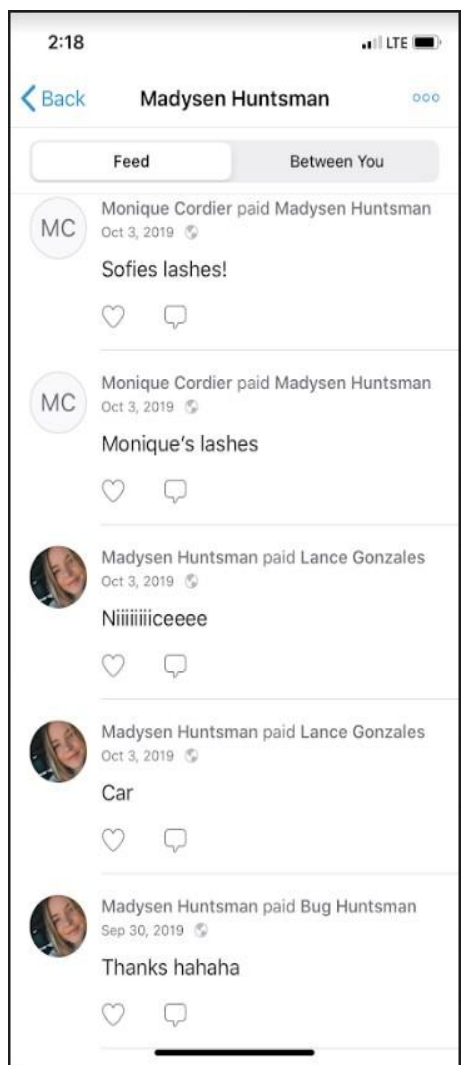 2:18 LTE
Back Madysen Huntsman
Feed Between You
MC Monique Cordier paid Madysen Huntsman
Oct 3, 2019
Sofies lashes!
MC Monique Cordier paid Madysen Huntsman
Oct 3, 2019
Monique's lashes
Madysen Huntsman paid Lance Gonzales
Oct 3, 2019
Niiiiiiiceeee
Madysen Huntsman paid Lance Gonzales
Oct 3, 2019
Car
Madysen Huntsman paid Bug Huntsman
Sep 30, 2019
Thanks hahaha